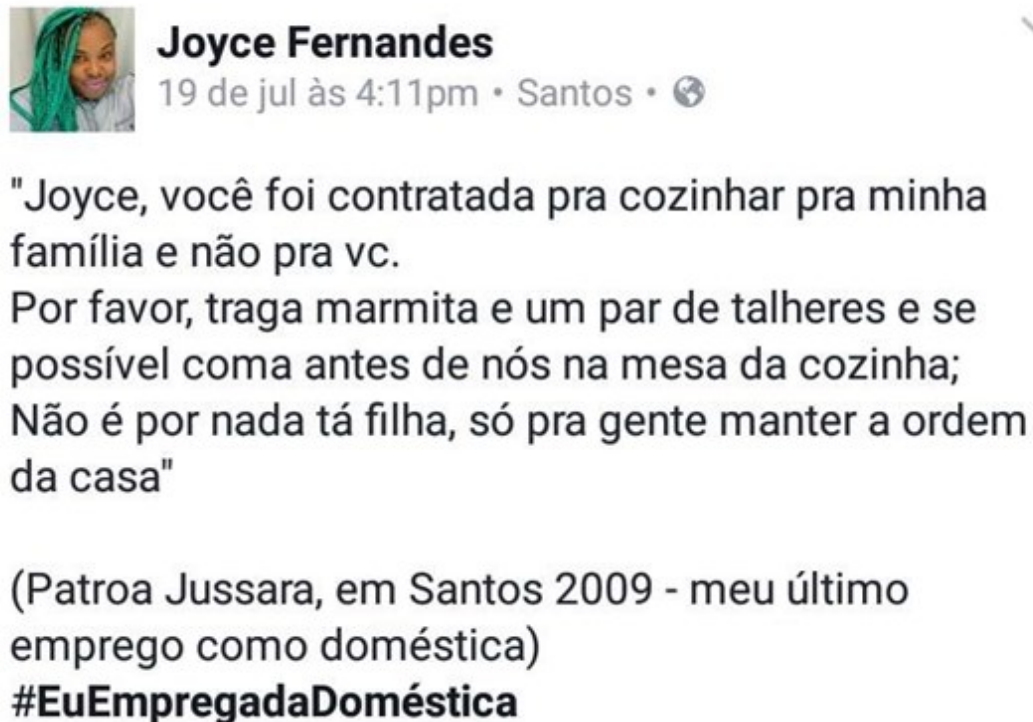 Joyce Fernandes
19 de jul às 4:11pm • Santos •
"Joyce, você foi contratada pra cozinhar pra minha
família e não pra vc.
Por favor, traga marmita e um par de talheres e se
possível coma antes de nós na mesa da cozinha;
Não é por nada tá filha, só pra gente manter a ordem
da casa"
(Patroa Jussara, em Santos 2009 - meu último
emprego como doméstica)
#EuEmpregadaDoméstica